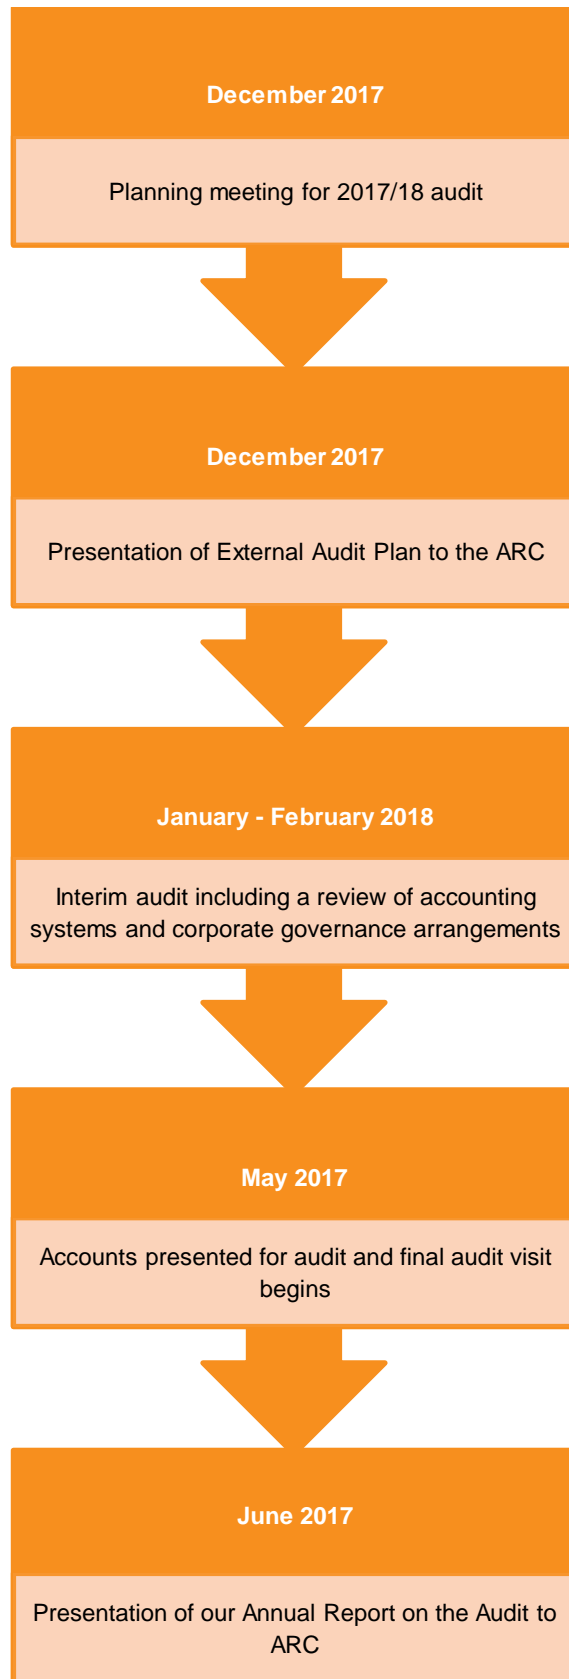 December 2017
Planning meeting for 2017/18 audit
December 2017
Presentation of External Audit Plan to the ARC
January - February 2018
Interim audit including a review of accounting
systems and corporate governance arrangements
May 2017
Accounts presented for audit and final audit visit
begins
June 2017
Presentation of our Annual Report on the Audit to
ARC